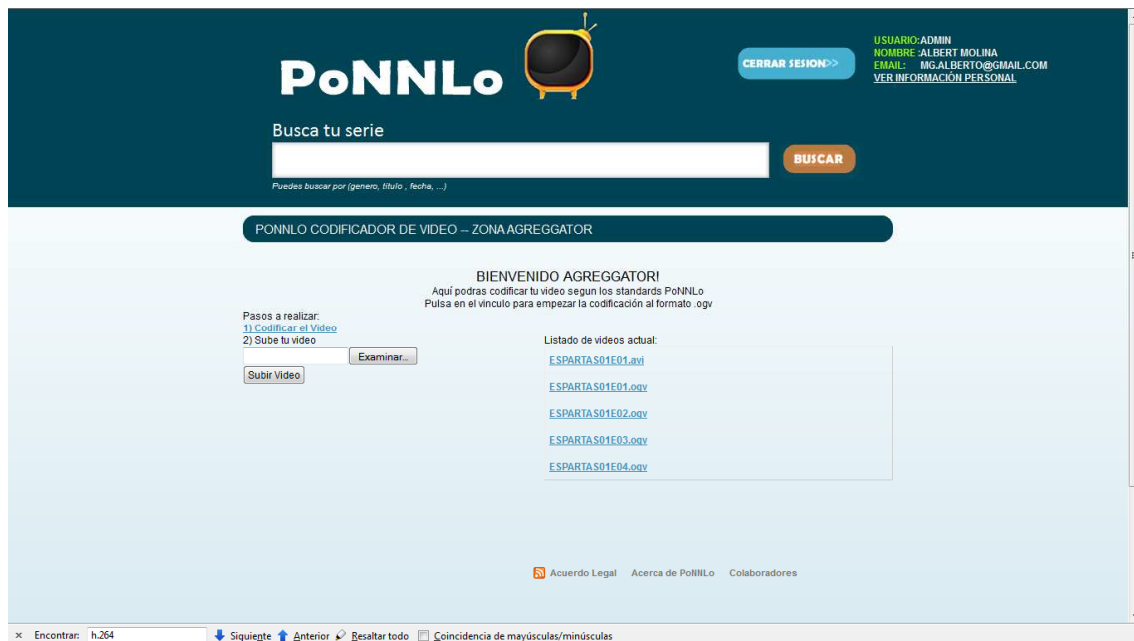 PoNNLo
CERRAR SESION>>
USUARIO:ADMIN
NOMBRE :ALBERT MOLINA
EMAIL: MG.ALBERTO@GMAIL.COM
VER INFORMACIÓN PERSONAL
Busca tu serie
BUSCAR
Puedes buscar por (genero, titulo , fecha, ...)
PONNLO CODIFICADOR DE VIDEO -- ZONA AGREGGATOR
BIENVENIDO AGREGGATOR!
Aquí podras codificar tu video segun los standards PoNNLo
Pulsa en el vinculo para empezar la codificación al formato .ogv
Pasos a realizar:
1) Codificar el Video
2) Sube tu video
Examinar...
Subir Video
Listado de videos actual:
ESPARTAS01E01.avi
ESPARTAS01E01.ogv
ESPARTAS01E02.ogv
ESPARTAS01E03.ogv
ESPARTAS01E04.ogv
Acuerdo Legal Acerca de PoNNLo Colaboradores
× Encontrar: h.264 Siguiente Anterior Resaltar todo Coincidencia de mayúsculas/minúsculas